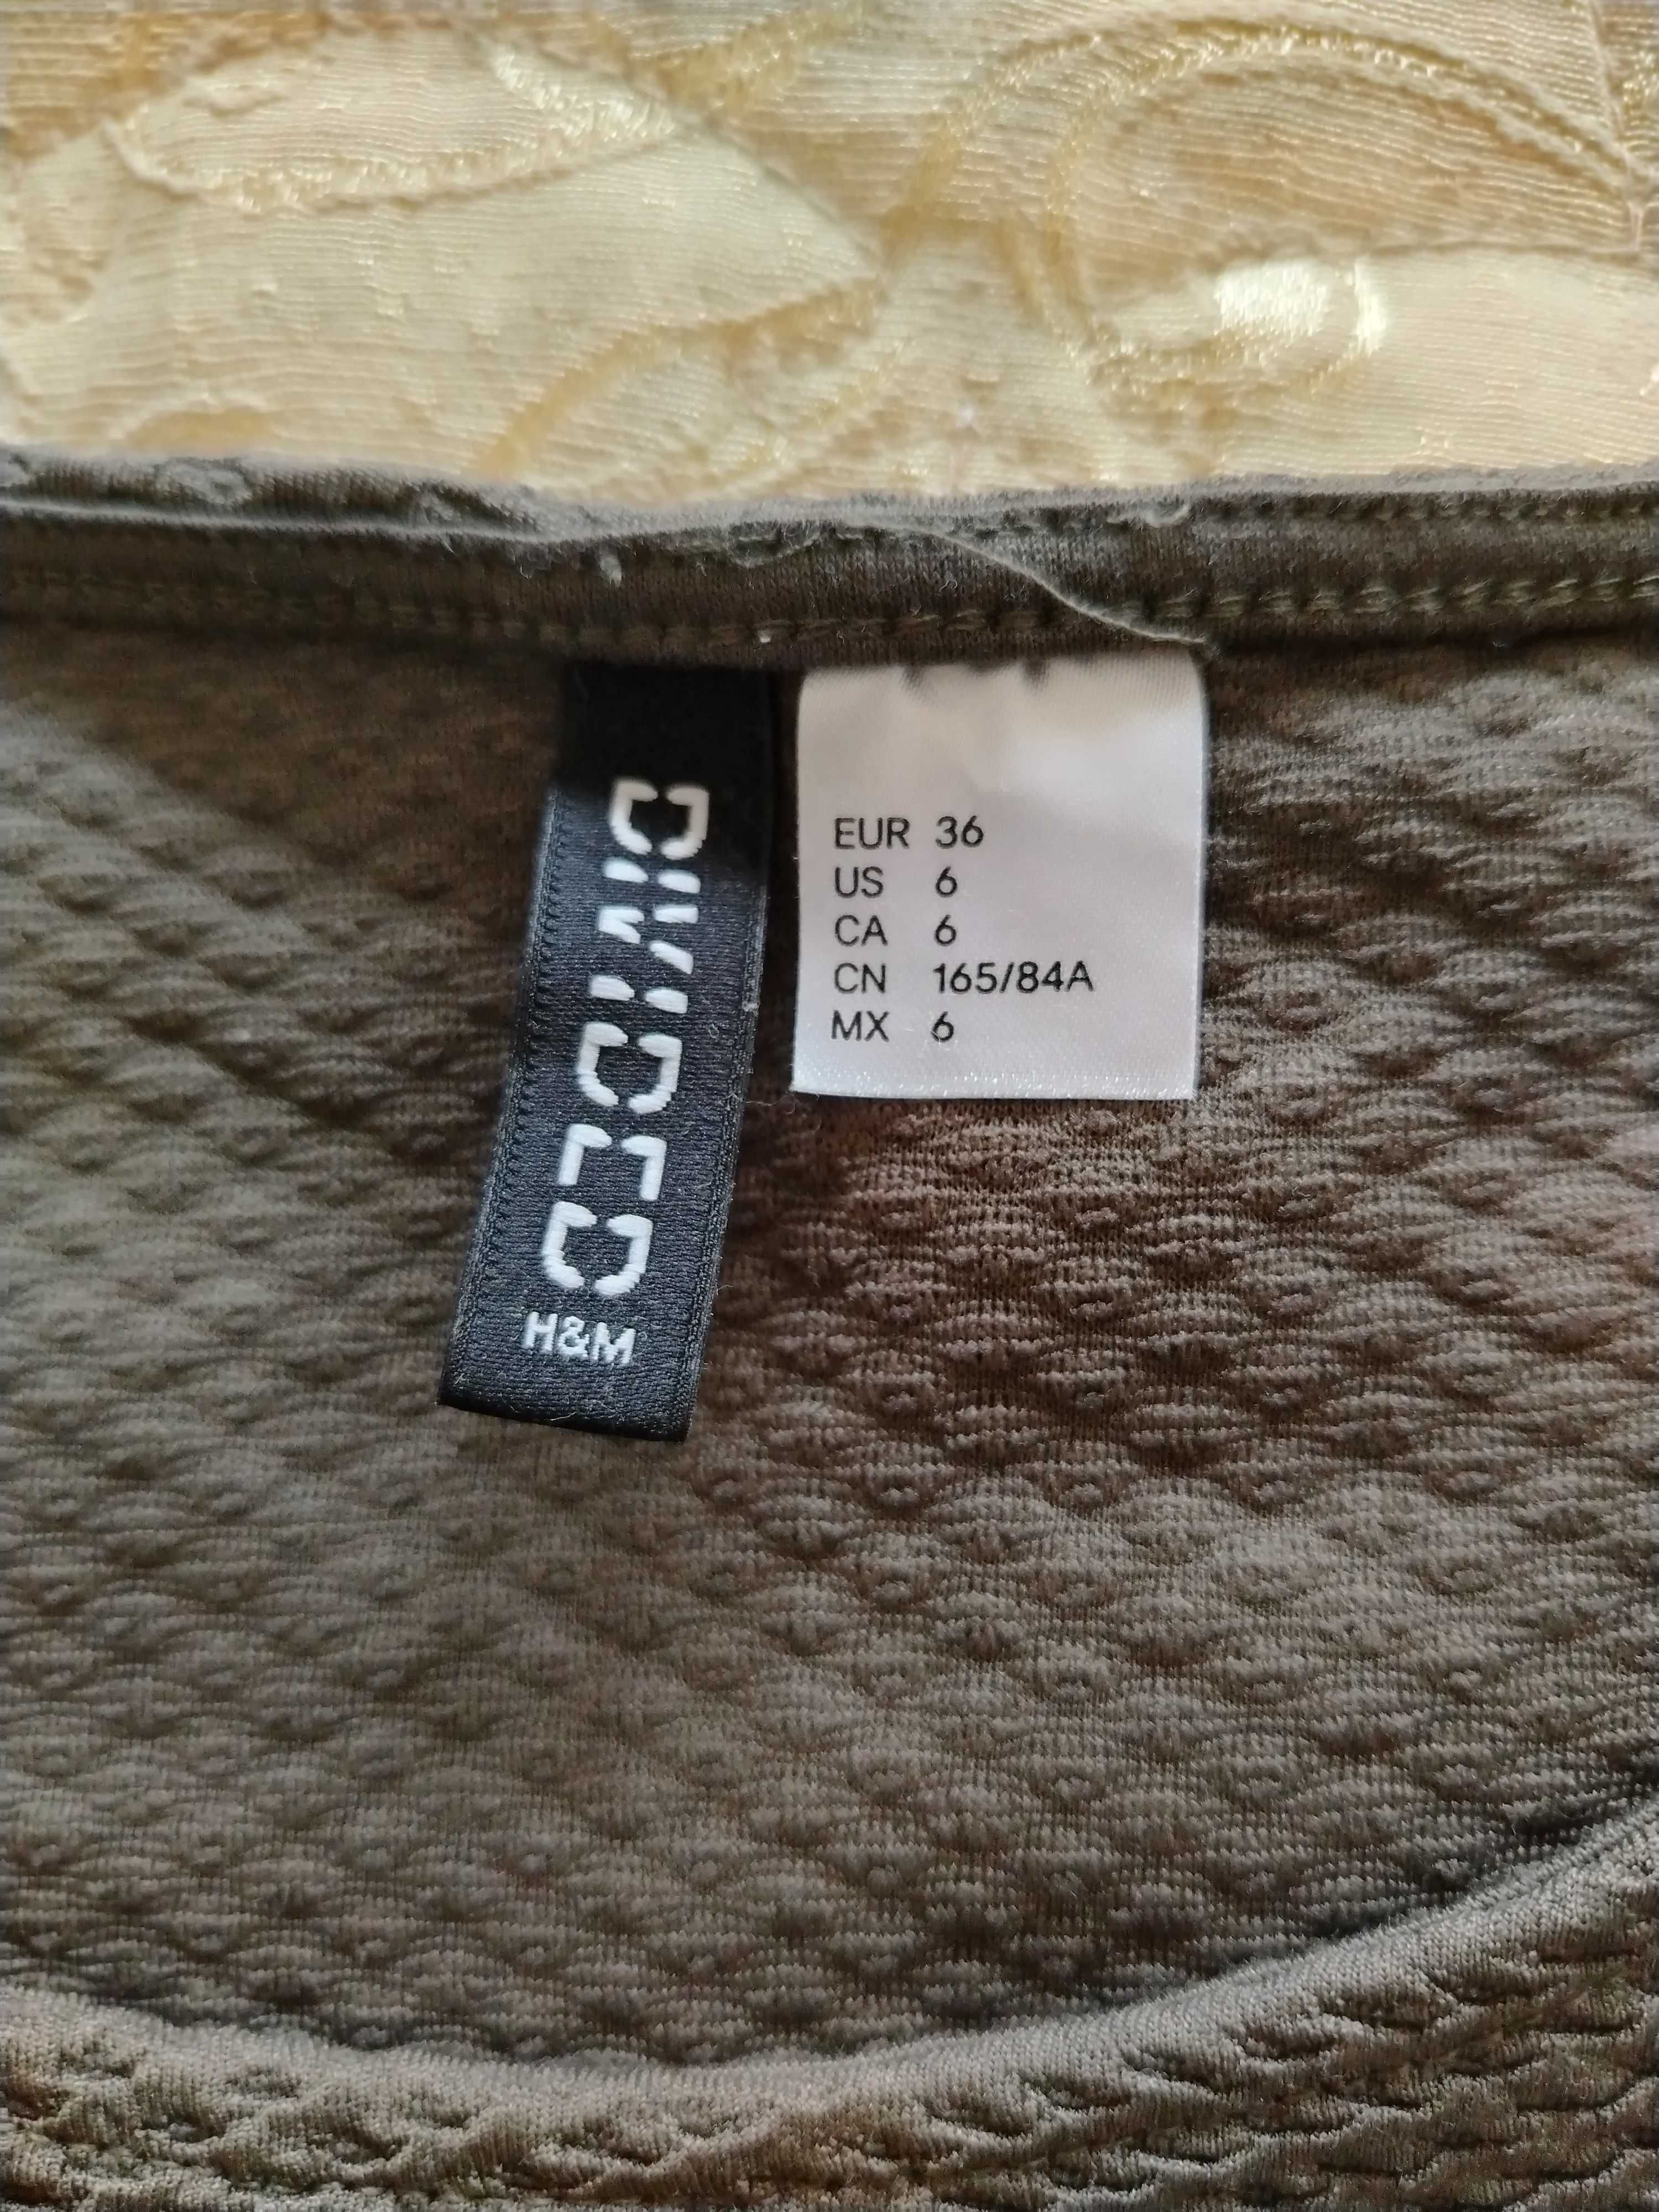 DIVIDED
H&M
EUR 36
US 6
CA 6
CN 165/84A
MX 6